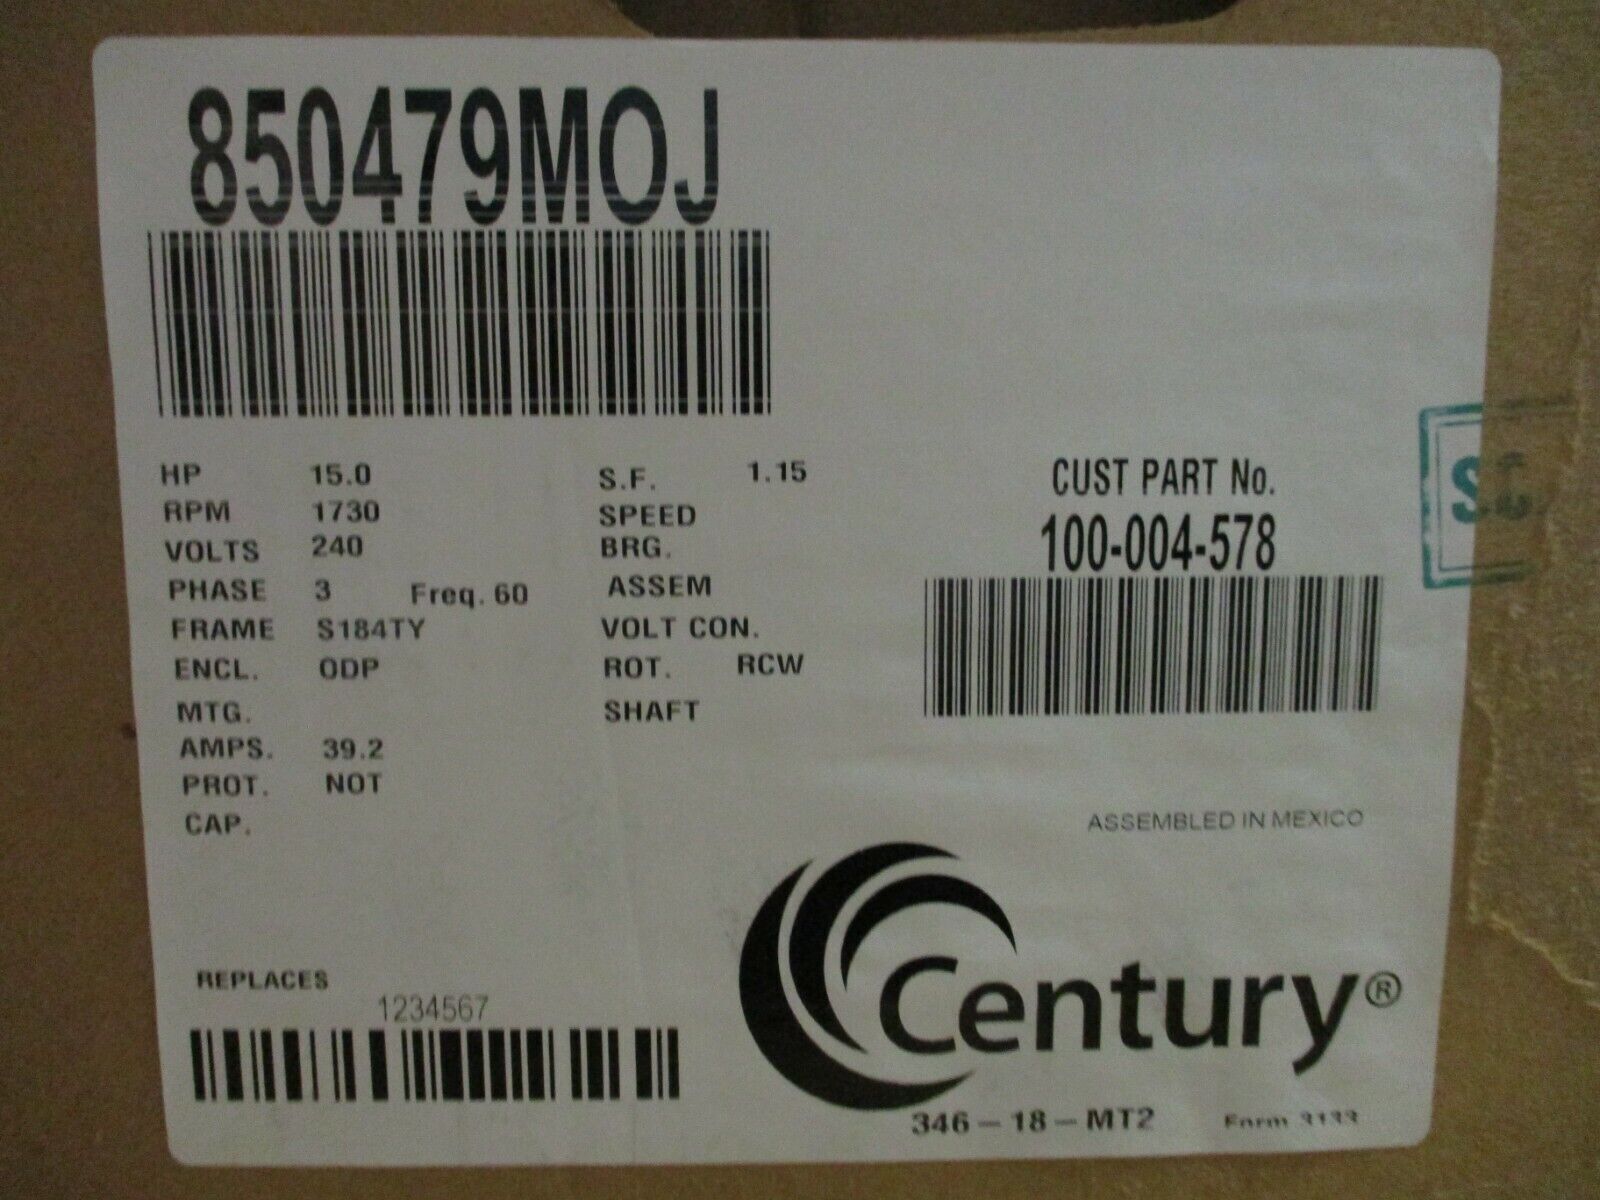 850479MOJ
HP 15.0
RPM 1730
VOLTS 240
PHASE 3 Freq. 60
FRAME S184TY
ENCL. ODP
MTG.
AMPS. 39.2
PROT. NOT
CAP.
S.F. 1.15
SPEED
BRG.
ASSEM
VOLT CON.
ROT. RCW
SHAFT
CUST PART No.
100-004-578
ASSEMBLED IN MEXICO
REPLACES
1234567
Century®
346-18-MT2 Form 3133